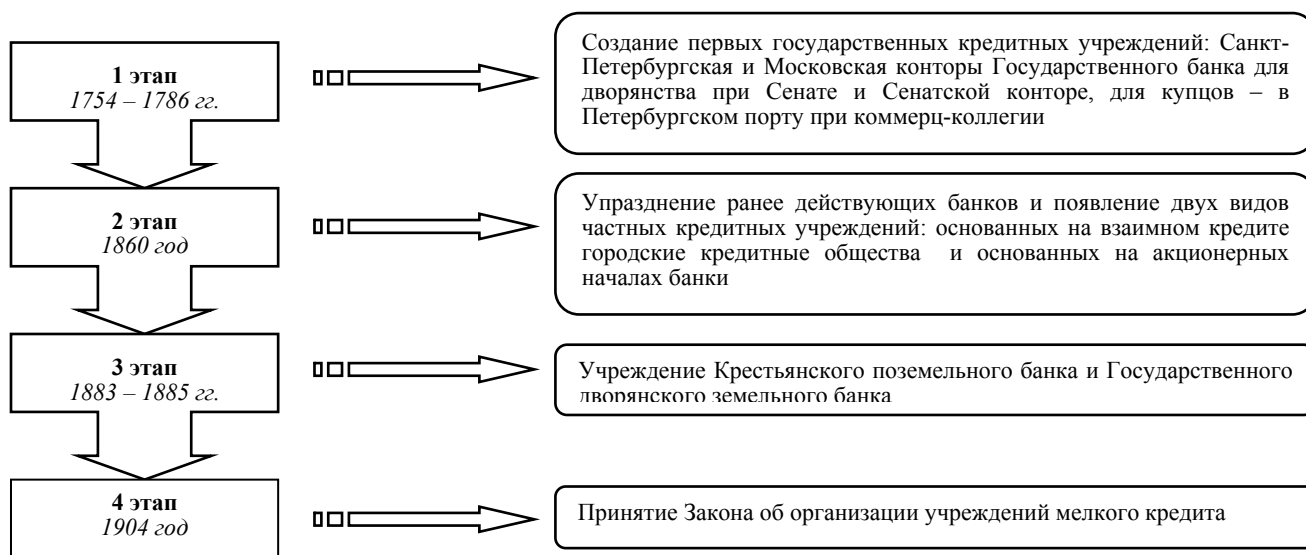 1 этап
1754 – 1786 гг.
Создание первых государственных кредитных учреждений: Санкт-
Петербургская и Московская конторы Государственного банка для
дворянства при Сенате и Сенатской конторе, для купцов – в
Петербургском порту при коммерц-коллегии
2 этап
1860 год
Упразднение ранее действующих банков и появление двух видов
частных кредитных учреждений: основанных на взаимном кредите
городские кредитные общества и основанных на акционерных
началах банки
3 этап
1883 – 1885 гг.
Учреждение Крестьянского поземельного банка и Государственного
дворянского земельного банка
4 этап
1904 год
Принятие Закона об организации учреждений мелкого кредита